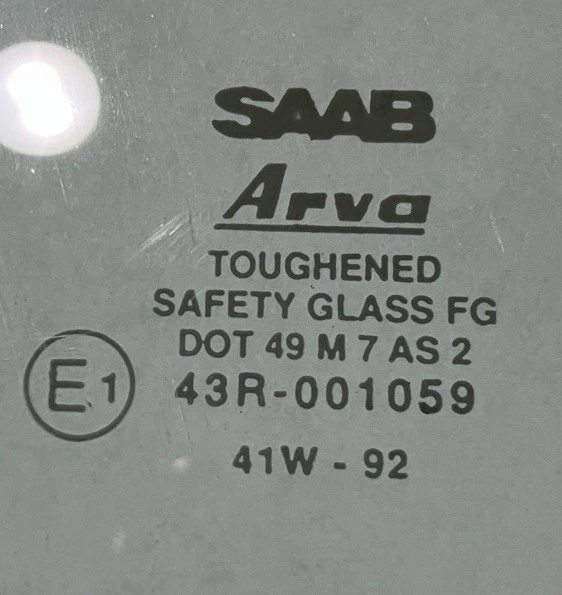 SAAB
Arva
TOUGHENED
SAFETY GLASS FG
DOT 49 M 7 AS 2
E1 43R-001059
41W - 92